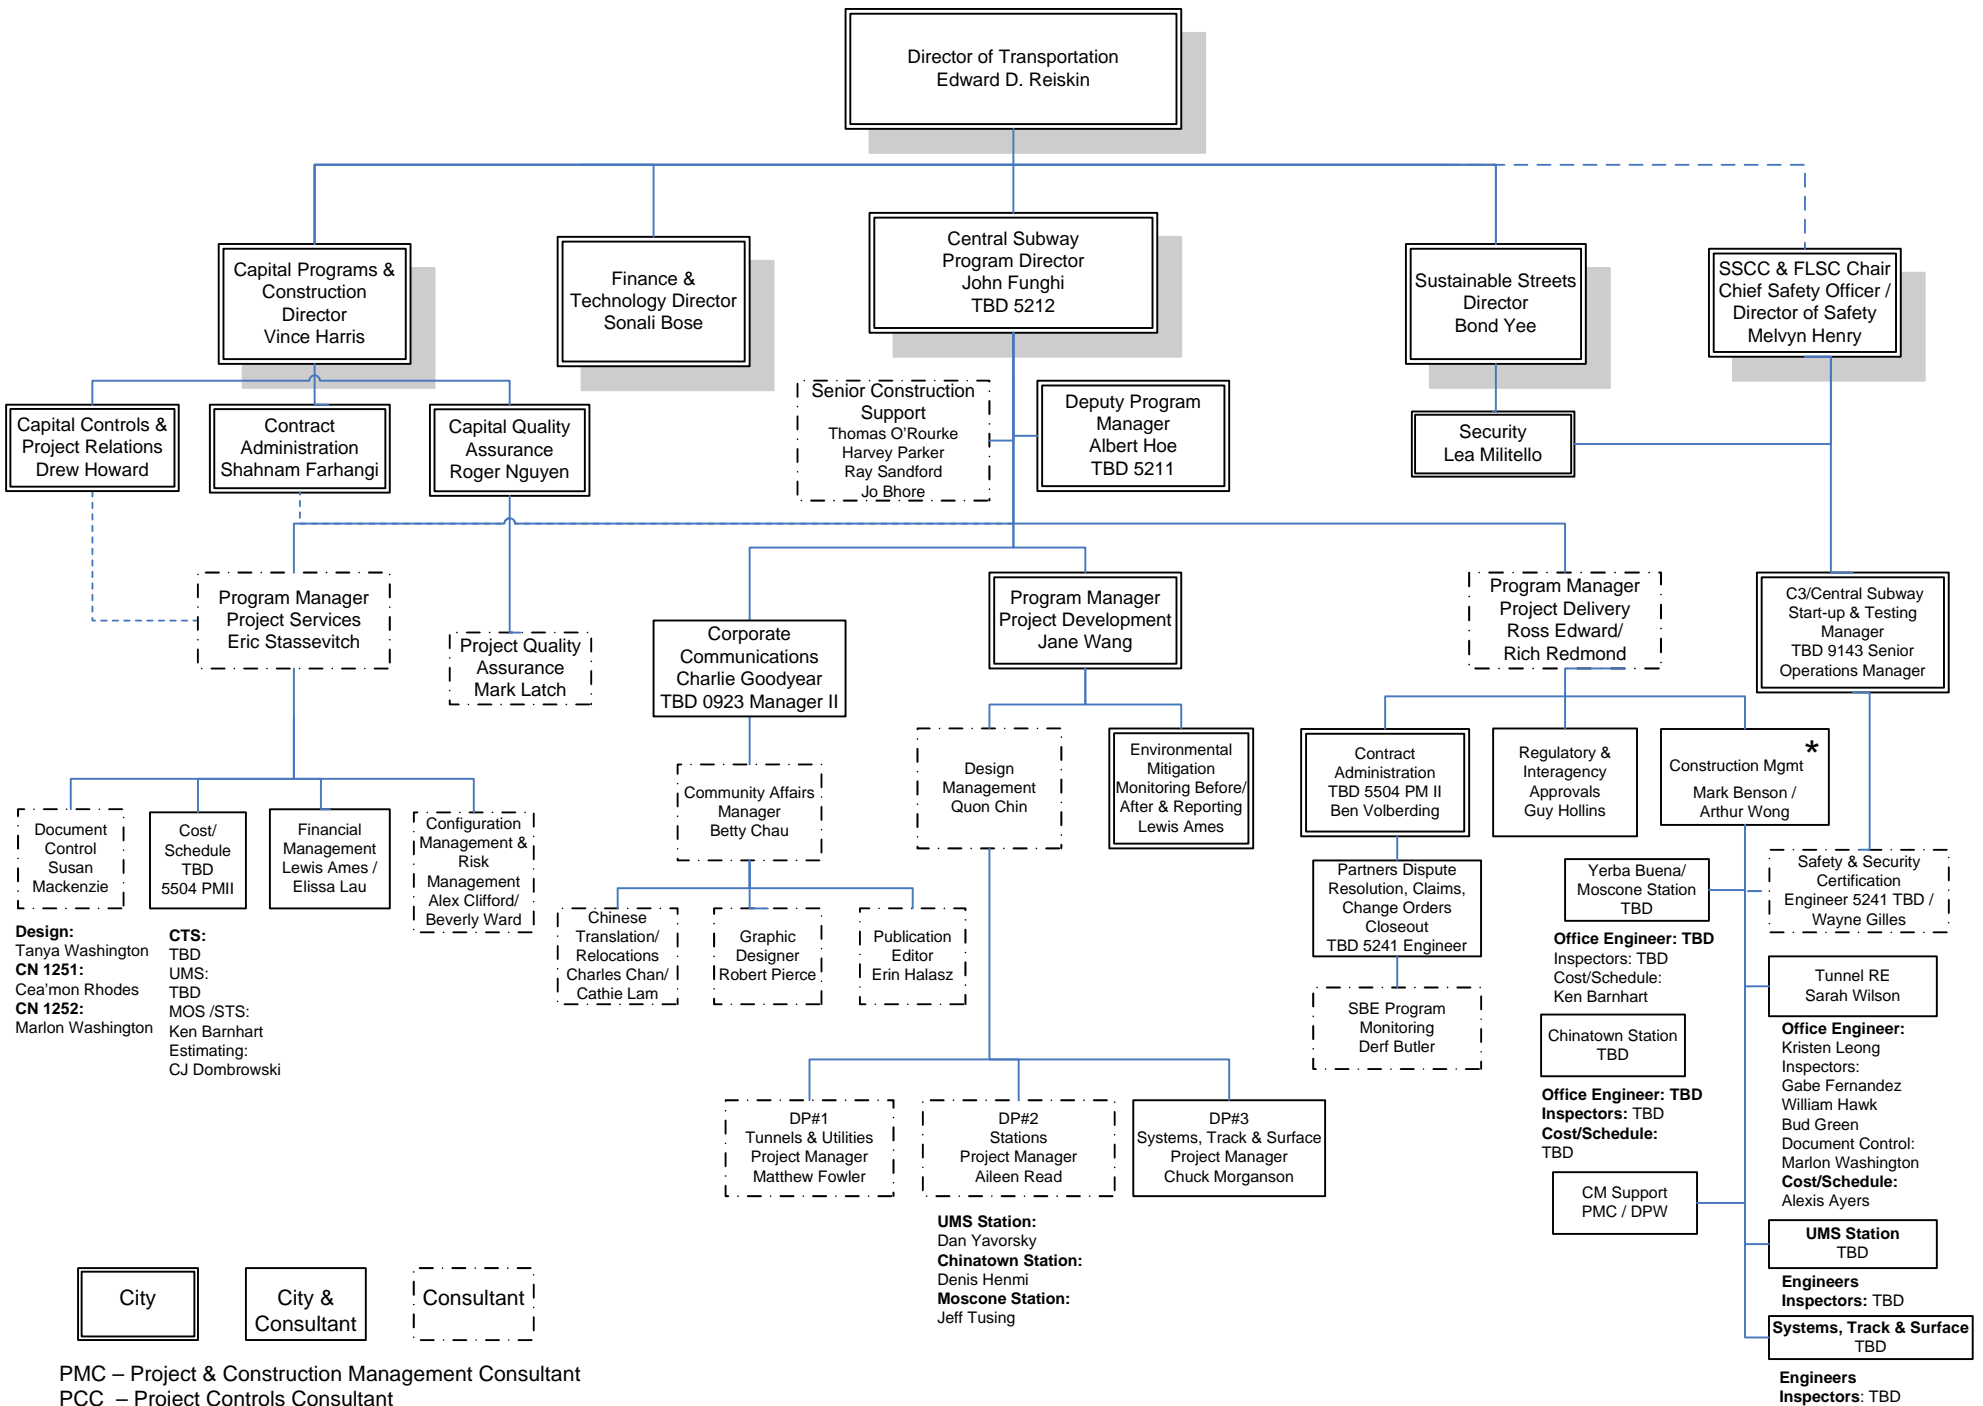 Director of Transportation
Edward D. Reiskin
Capital Programs &
Construction
Director
Vince Harris
Finance &
Technology Director
Sonali Bose
Central Subway
Program Director
John Funghi
TBD 5212
Sustainable Streets
Director
Bond Yee
SSCC & FLSC Chair
Chief Safety Officer /
Director of Safety
Melvyn Henry
Capital Controls &
Project Relations
Drew Howard
Contract
Administration
Shahnam Farhangi
Capital Quality
Assurance
Roger Nguyen
Senior Construction
Support
Thomas O'Rourke
Harvey Parker
Ray Sandford
Jo Bhore
Deputy Program
Manager
Albert Hoe
TBD 5211
Security
Lea Militello
Program Manager
Project Services
Eric Stassevitch
Project Quality
Assurance
Mark Latch
Corporate
Communications
Charlie Goodyear
TBD 0923 Manager II
Program Manager
Project Development
Jane Wang
Program Manager
Project Delivery
Ross Edward/
Rich Redmond
C3/Central Subway
Start-up & Testing
Manager
TBD 9143 Senior
Operations Manager
Document
Control
Susan
Mackenzie
Cost/
Schedule
TBD
5504 PMII
Financial
Management
Lewis Ames /
Elissa Lau
Configuration
Management &
Risk
Management
Alex Clifford/
Beverly Ward
Community Affairs
Manager
Betty Chau
Design
Management
Quon Chin
Environmental
Mitigation
Monitoring Before/
After & Reporting
Lewis Ames
Contract
Administration
TBD 5504 PM II
Ben Volberding
Regulatory &
Interagency
Approvals
Guy Hollins
*
Construction Mgmt
Mark Benson /
Arthur Wong
Design:
Tanya Washington
CN 1251:
Cea'mon Rhodes
CN 1252:
Marlon Washington
CTS:
TBD
UMS:
TBD
MOS /STS:
Ken Barnhart
Estimating:
CJ Dombrowski
Chinese
Translation/
Relocations
Charles Chan/
Cathie Lam
Graphic
Designer
Robert Pierce
Publication
Editor
Erin Halasz
Partners Dispute
Resolution, Claims,
Change Orders
Closeout
TBD 5241 Engineer
SBE Program
Monitoring
Derf Butler
Yerba Buena/
Moscone Station
TBD
Office Engineer: TBD
Inspectors: TBD
Cost/Schedule:
Ken Barnhart
Chinatown Station
TBD
Office Engineer: TBD
Inspectors: TBD
Cost/Schedule:
TBD
CM Support
PMC / DPW
Safety & Security
Certification
Engineer 5241 TBD /
Wayne Gilles
Tunnel RE
Sarah Wilson
Office Engineer:
Kristen Leong
Inspectors:
Gabe Fernandez
William Hawk
Bud Green
Document Control:
Marlon Washington
Cost/Schedule:
Alexis Ayers
UMS Station
TBD
Engineers
Inspectors: TBD
Systems, Track & Surface
TBD
Engineers
Inspectors: TBD
DP#1
Tunnels & Utilities
Project Manager
Matthew Fowler
DP#2
Stations
Project Manager
Aileen Read
DP#3
Systems, Track & Surface
Project Manager
Chuck Morganson
UMS Station:
Dan Yavorsky
Chinatown Station:
Denis Henmi
Moscone Station:
Jeff Tusing
City
City &
Consultant
Consultant
PMC – Project & Construction Management Consultant
PCC – Project Controls Consultant